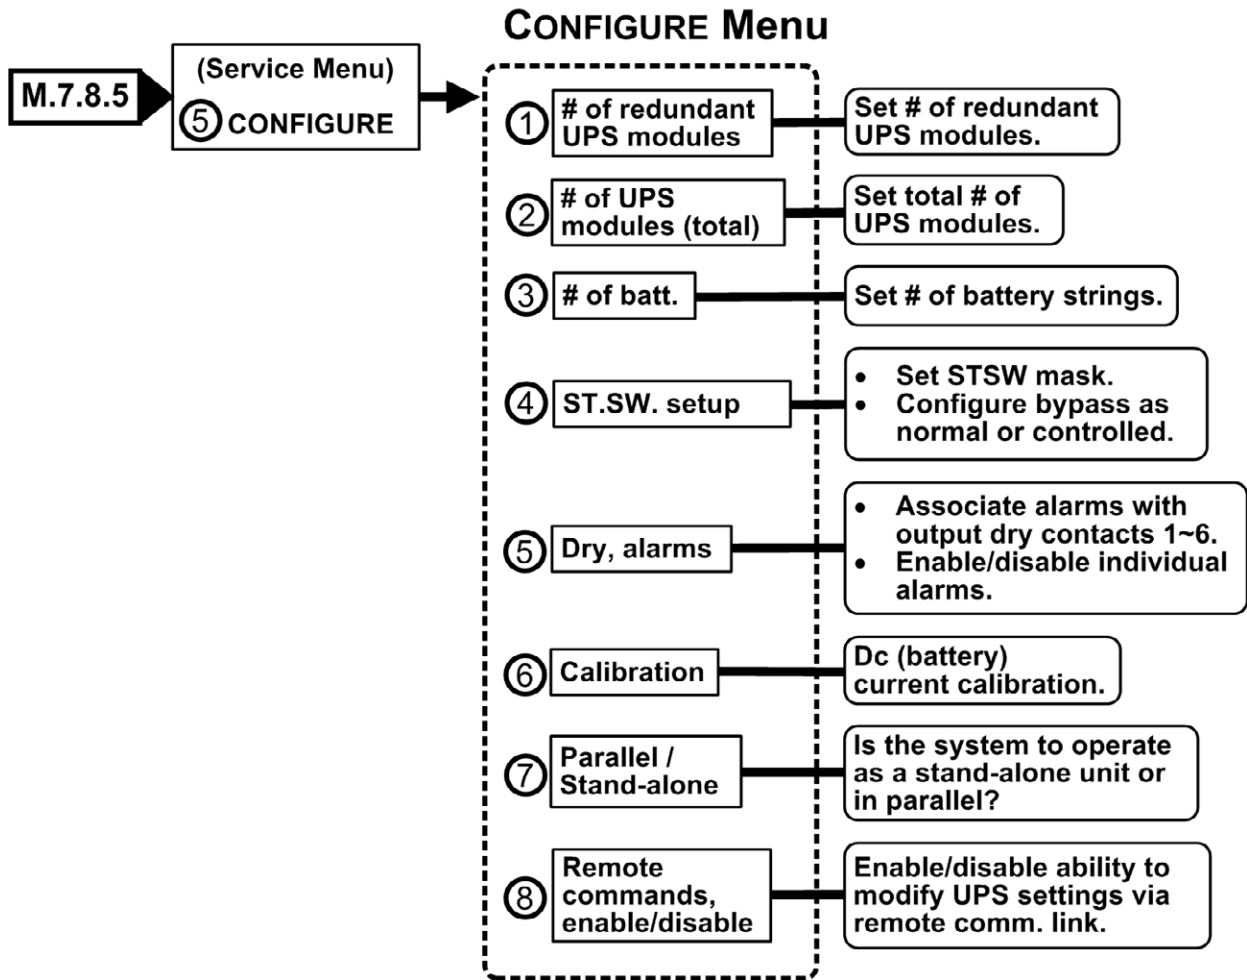 CONFIGURE Menu
M.7.8.5
(Service Menu)
5 CONFIGURE
1
# of redundant
UPS modules
Set # of redundant
UPS modules.
2
# of UPS
modules (total)
Set total # of
UPS modules.
3
# of batt.
Set # of battery strings.
4
ST.SW. setup
• Set STSW mask.
• Configure bypass as
normal or controlled.
5
Dry, alarms
• Associate alarms with
output dry contacts 1~6.
• Enable/disable individual
alarms.
6
Calibration
Dc (battery)
current calibration.
7
Parallel /
Stand-alone
Is the system to operate
as a stand-alone unit or
in parallel?
8
Remote
commands,
enable/disable
Enable/disable ability to
modify UPS settings via
remote comm. link.